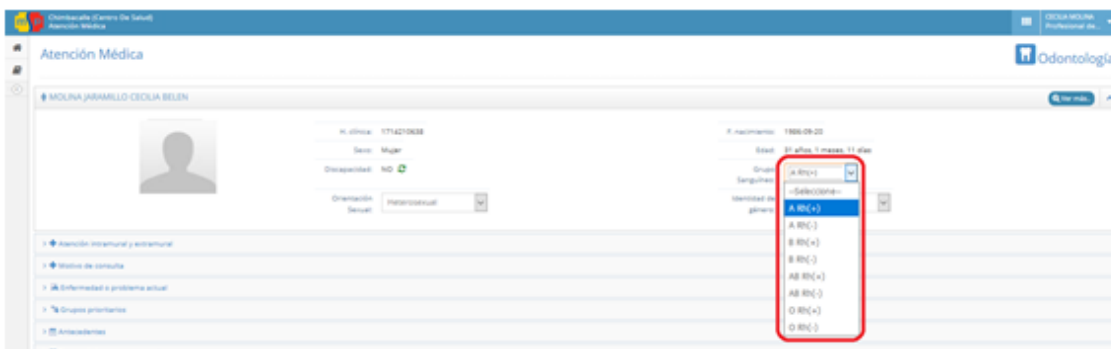 Chimbacalle (Centro De Salud)
Atención Médica
CECILIA MOLINA
Profesional de...
Atención Médica
Odontología
MOLINA JARAMILLO CECILIA BELEN
Ver más...
H. clínica: 1714210638
F. nacimiento: 1986-09-20
Sexo: Mujer
Edad: 31 años, 1 meses, 11 días
Discapacidad: NO
Grupo Sanguíneo: A Rh(+)
Orientación Sexual: Heterosexual
Identidad de género:
--Seleccione--
A Rh(+)
A Rh(-)
B Rh(+)
B Rh(-)
AB Rh(+)
AB Rh(-)
O Rh(+)
O Rh(-)
Atención intramural y extramural
Motivo de consulta
Enfermedad o problema actual
Grupos prioritarios
Antecedentes